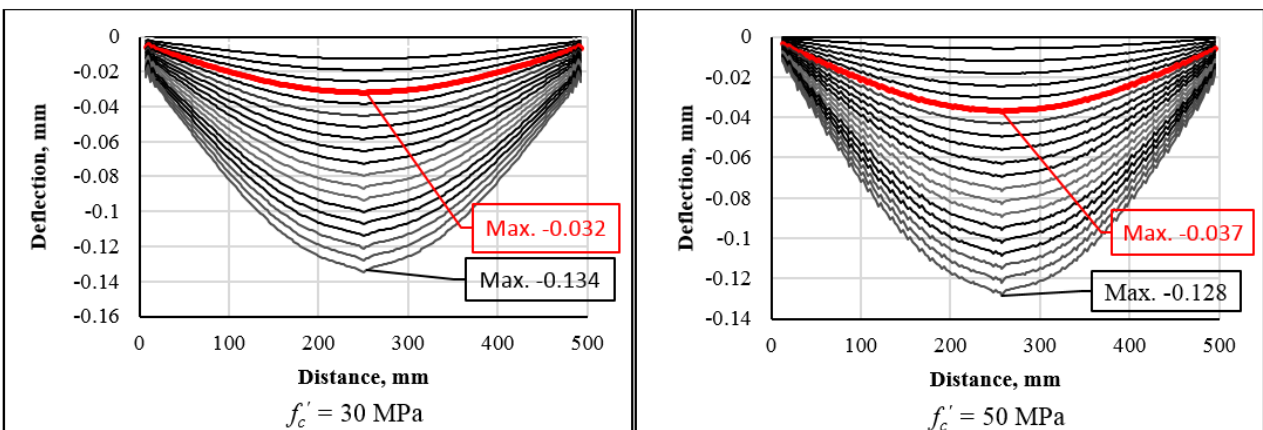 0
-0.02
-0.04
-0.06
-0.08
-0.1
-0.12
-0.14
-0.16
Deflection, mm
Max. -0.032
Max. -0.134
0 100 200 300 400 500
Distance, mm
fc' = 30 MPa
0
-0.02
-0.04
-0.06
-0.08
-0.1
-0.12
-0.14
Deflection, mm
Max. -0.037
Max. -0.128
0 100 200 300 400 500
Distance, mm
fc' = 50 MPa